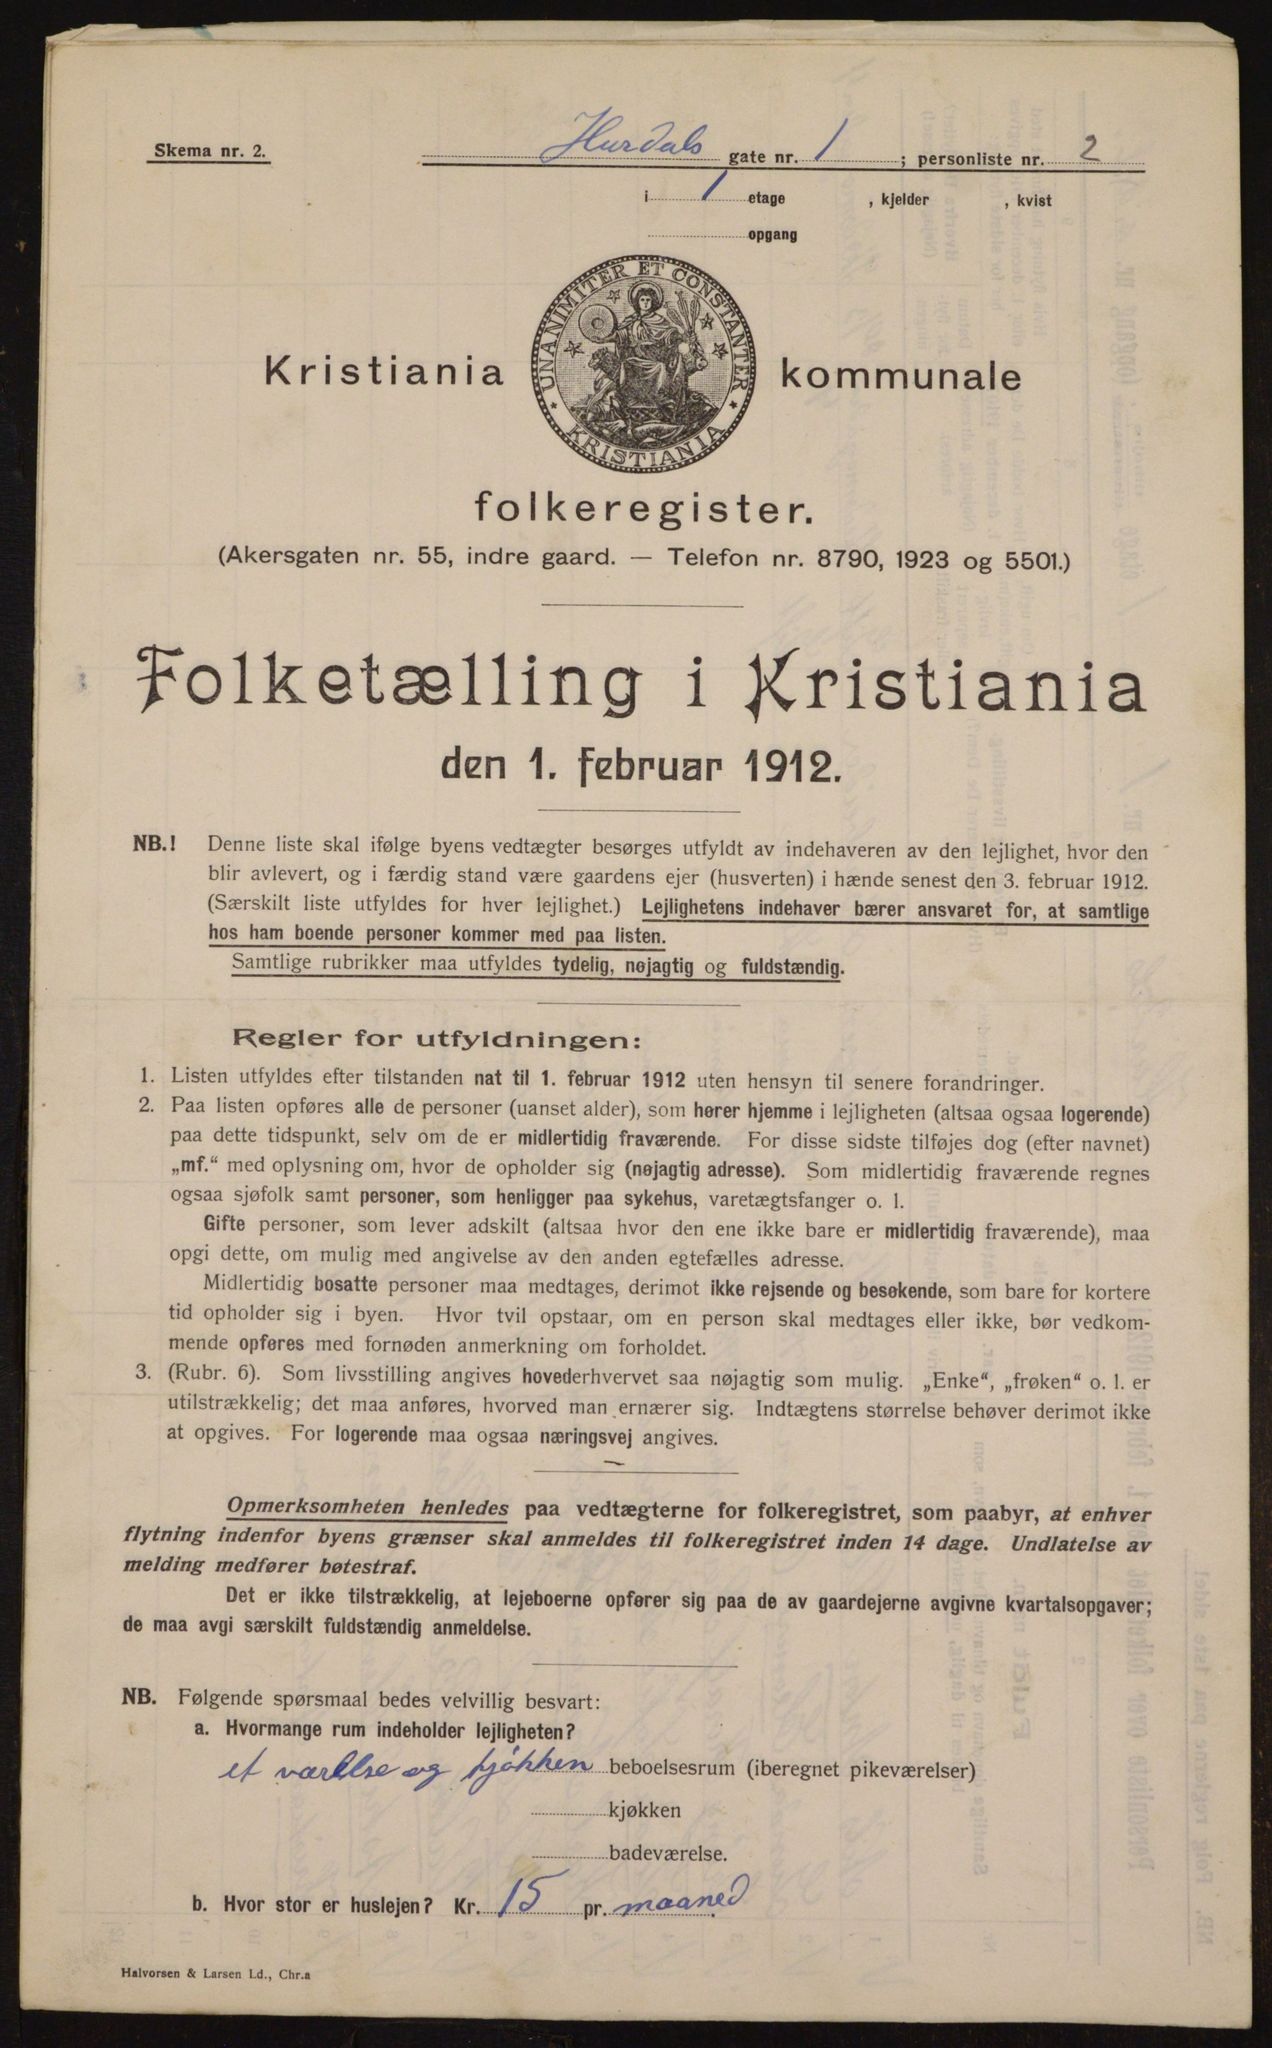 Skema nr. 2.
Hurdals gate nr. 1 ; personliste nr. 2
i 1 etage , kjelder , kvist
opgang
UNANIMITER ET CONSTANTER
KRISTIANIA
Kristiania kommunale
folkeregister.
(Akersgaten nr. 55, indre gaard. — Telefon nr. 8790, 1923 og 5501.)
Folketælling i Kristiania
den 1. februar 1912.
NB.! Denne liste skal ifølge byens vedtægter besørges utfyldt av indehaveren av den lejlighet, hvor den
blir avlevert, og i færdig stand være gaardens ejer (husverten) i hænde senest den 3. februar 1912.
(Særskilt liste utfyldes for hver lejlighet.) Lejlighetens indehaver bærer ansvaret for, at samtlige
hos ham boende personer kommer med paa listen.
Samtlige rubrikker maa utfyldes tydelig, nøjagtig og fuldstændig.
Regler for utfyldningen:
1. Listen utfyldes efter tilstanden nat til 1. februar 1912 uten hensyn til senere forandringer.
2. Paa listen opføres alle de personer (uanset alder), som hører hjemme i lejligheten (altsaa ogsaa logerende)
paa dette tidspunkt, selv om de er midlertidig fraværende. For disse sidste tilføjes dog (efter navnet)
„mf.“ med oplysning om, hvor de opholder sig (nøjagtig adresse). Som midlertidig fraværende regnes
ogsaa sjøfolk samt personer, som henligger paa sykehus, varetægtsfanger o. l.
Gifte personer, som lever adskilt (altsaa hvor den ene ikke bare er midlertidig fraværende), maa
opgi dette, om mulig med angivelse av den anden egtefælles adresse.
Midlertidig bosatte personer maa medtages, derimot ikke rejsende og besøkende, som bare for kortere
tid opholder sig i byen. Hvor tvil opstaar, om en person skal medtages eller ikke, bør vedkom-
mende opføres med fornøden anmerkning om forholdet.
3. (Rubr. 6). Som livsstilling angives hovederhvervet saa nøjagtig som mulig. „Enke“, „frøken“ o. l. er
utilstrækkelig; det maa anføres, hvorved man ernærer sig. Indtægtens størrelse behøver derimot ikke
at opgives. For logerende maa ogsaa næringsvej angives.
Opmerksomheten henledes paa vedtægterne for folkeregistret, som paabyr, at enhver
flytning indenfor byens grænser skal anmeldes til folkeregistret inden 14 dage. Undlatelse av
melding medfører bøtestraf.
Det er ikke tilstrækkelig, at lejeboerne opfører sig paa de av gaardejerne avgivne kvartalsopgaver;
de maa avgi særskilt fuldstændig anmeldelse.
NB. Følgende spørsmaal bedes velvillig besvart:
a. Hvormange rum indeholder lejligheten?
et værelse og kjøkken beboelsesrum (iberegnet pikeværelser)
kjøkken
badeværelse.
b. Hvor stor er huslejen? Kr. 15 pr. maaned
Halvorsen & Larsen Ld., Chr.a